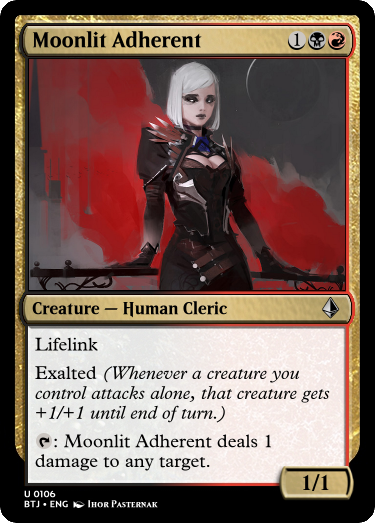 Moonlit Adherent 1
Creature — Human Cleric
Lifelink
Exalted (Whenever a creature you
control attacks alone, that creature gets
+1/+1 until end of turn.)
: Moonlit Adherent deals 1
damage to any target.
1/1
U 0106
BTJ • ENG Ihor Pasternak